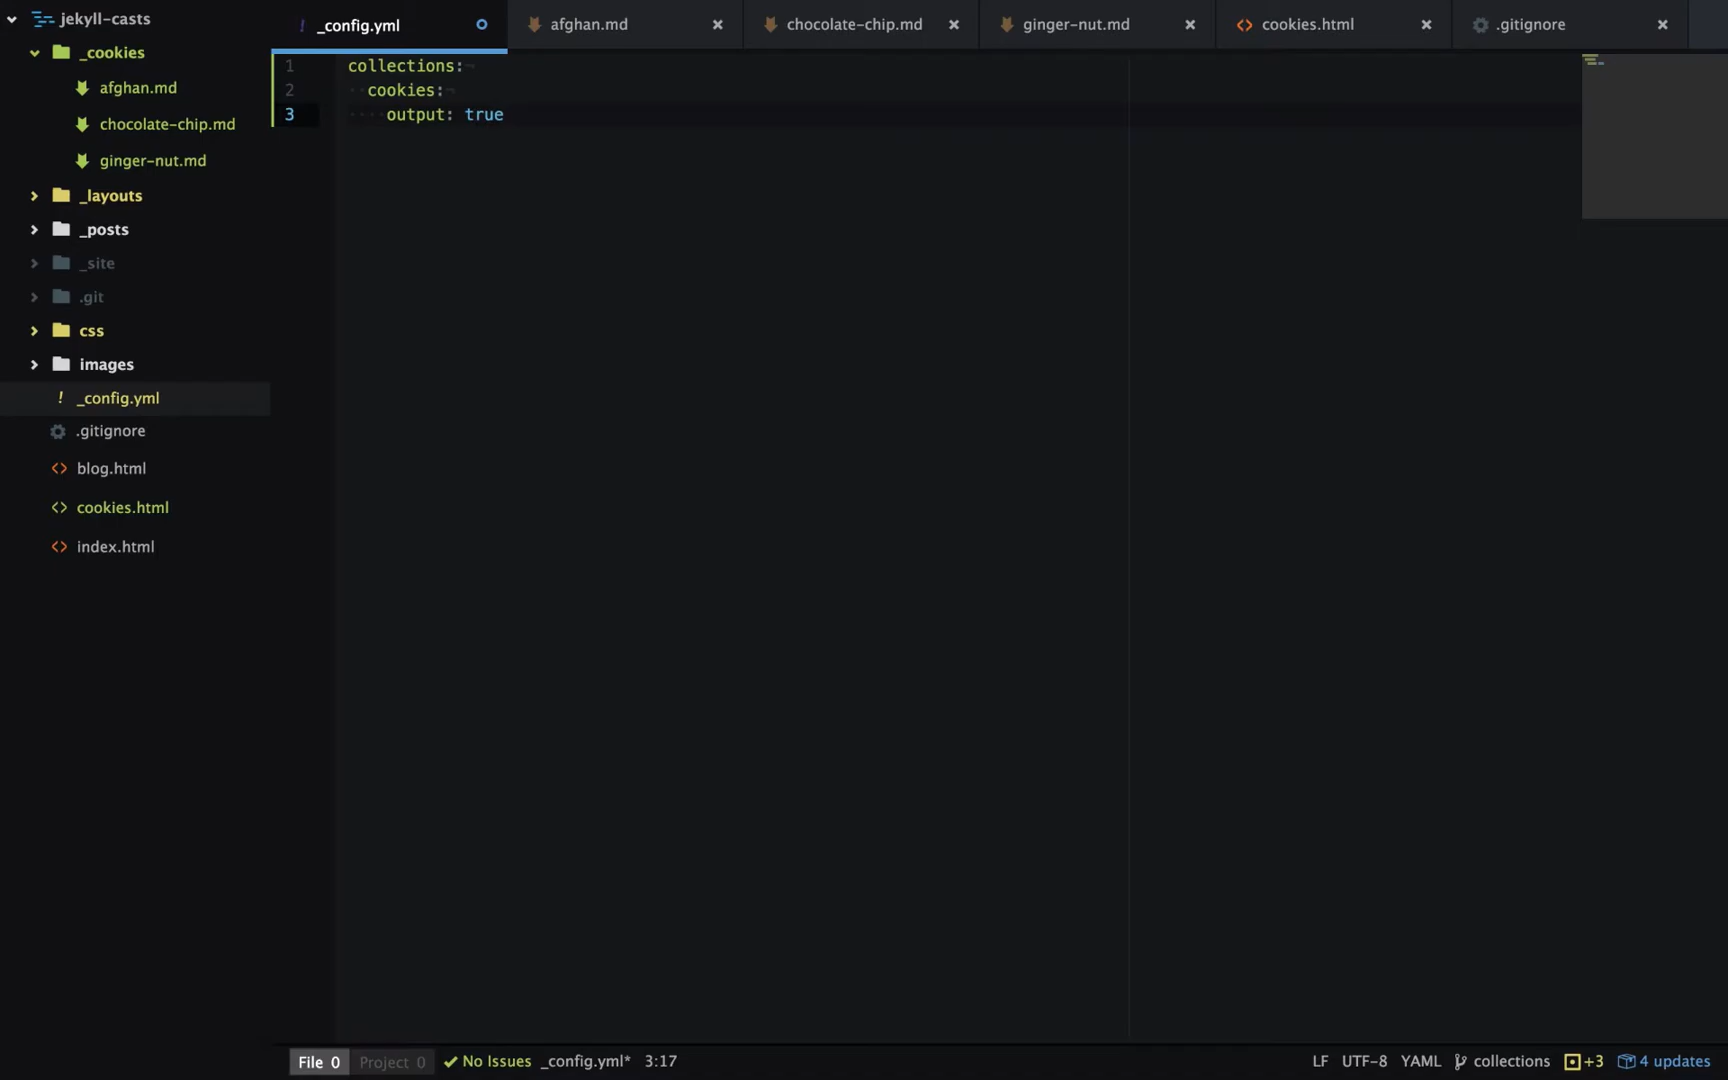 jekyll-casts
_cookies
afghan.md
chocolate-chip.md
ginger-nut.md
_layouts
_posts
_site
.git
css
images
! _config.yml
.gitignore
blog.html
cookies.html
index.html
! _config.yml
afghan.md
chocolate-chip.md
ginger-nut.md
cookies.html
.gitignore
1 collections:¬
2 ··cookies:¬
3 ····output: true
File 0 Project 0 No Issues _config.yml* 3:17
LF UTF-8 YAML collections +3 4 updates